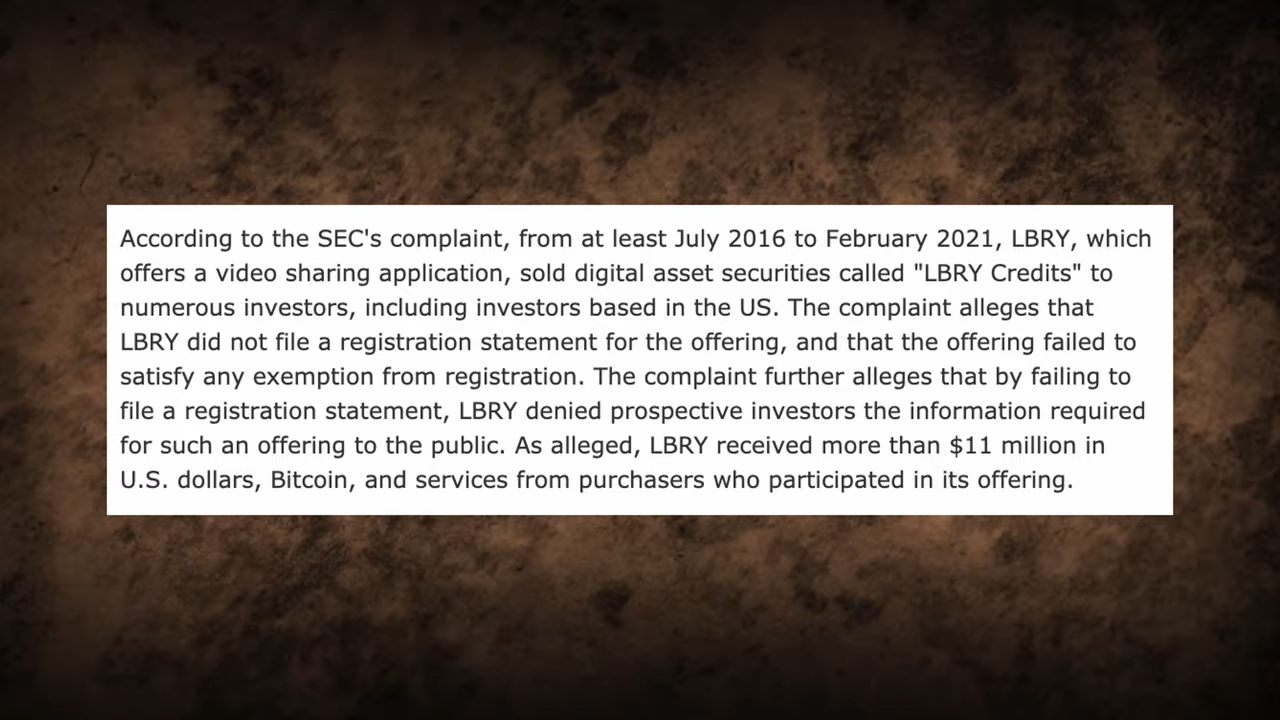 According to the SEC's complaint, from at least July 2016 to February 2021, LBRY, which
offers a video sharing application, sold digital asset securities called "LBRY Credits" to
numerous investors, including investors based in the US. The complaint alleges that
LBRY did not file a registration statement for the offering, and that the offering failed to
satisfy any exemption from registration. The complaint further alleges that by failing to
file a registration statement, LBRY denied prospective investors the information required
for such an offering to the public. As alleged, LBRY received more than $11 million in
U.S. dollars, Bitcoin, and services from purchasers who participated in its offering.